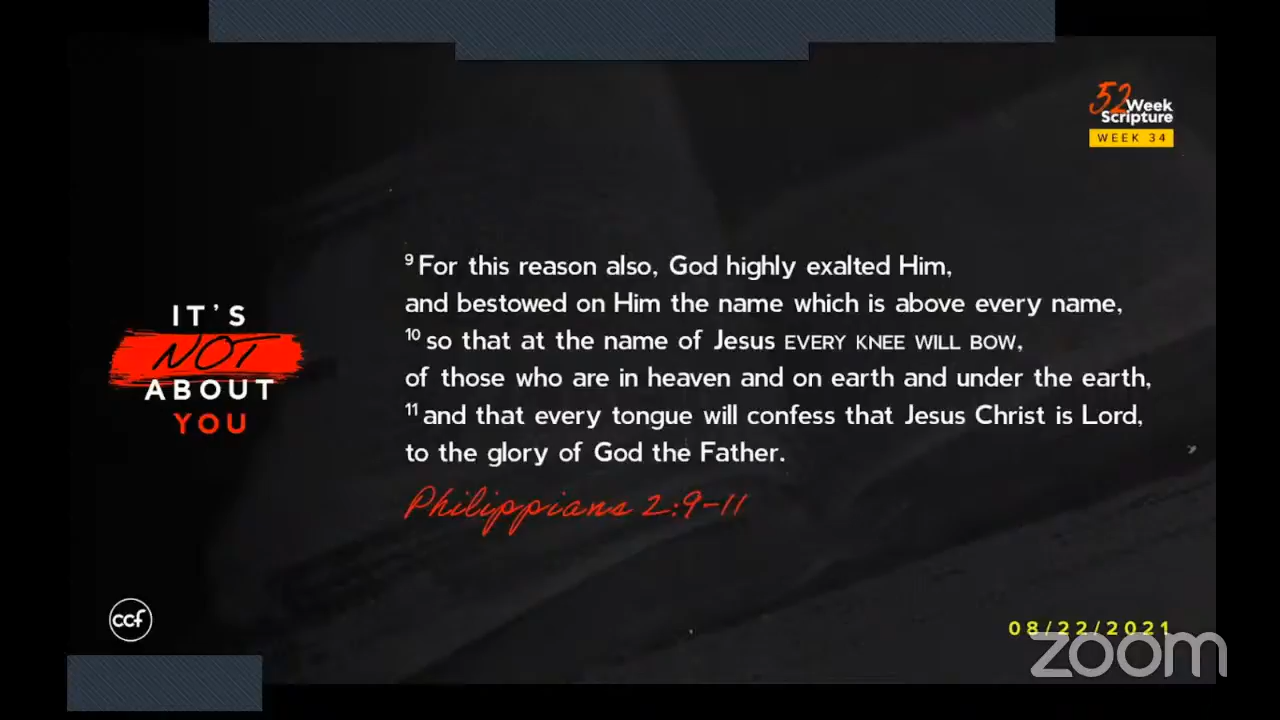 52 Week
Scripture
WEEK 34
⁹ For this reason also, God highly exalted Him,
and bestowed on Him the name which is above every name,
¹⁰ so that at the name of Jesus EVERY KNEE WILL BOW,
of those who are in heaven and on earth and under the earth,
¹¹ and that every tongue will confess that Jesus Christ is Lord,
to the glory of God the Father.
Philippians 2:9-11
IT'S
NOT
ABOUT
YOU
ccf
08/22/2021
zoom